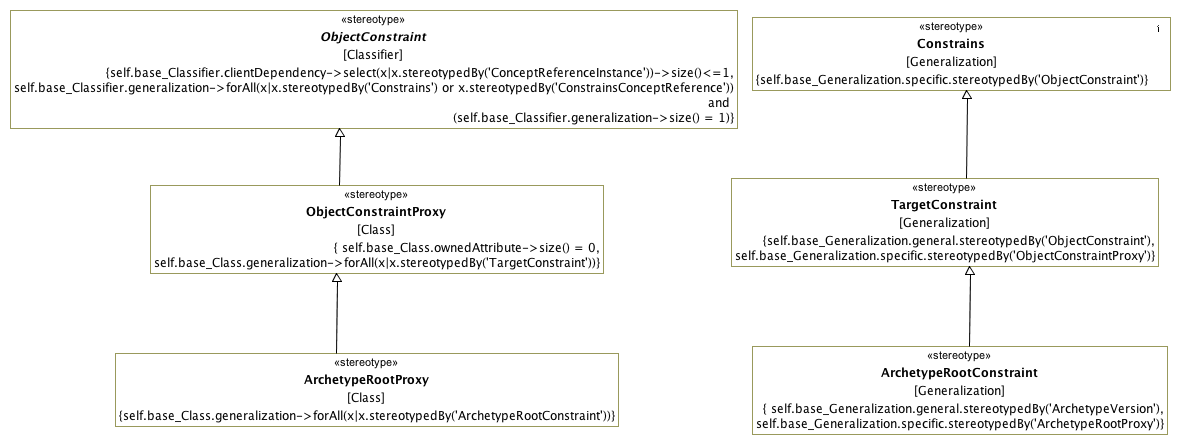 «stereotype»
ObjectConstraint
[Classifier]
{self.base_Classifier.clientDependency->select(x|x.stereotypedBy('ConceptReferenceInstance'))->size()<=1,
self.base_Classifier.generalization->forAll(x|x.stereotypedBy('Constrains') or x.stereotypedBy('ConstrainsConceptReference'))
and
(self.base_Classifier.generalization->size() = 1)}
«stereotype»
Constrains
[Generalization]
{self.base_Generalization.specific.stereotypedBy('ObjectConstraint')}
i
«stereotype»
ObjectConstraintProxy
[Class]
{ self.base_Class.ownedAttribute->size() = 0,
self.base_Class.generalization->forAll(x|x.stereotypedBy('TargetConstraint'))}
«stereotype»
TargetConstraint
[Generalization]
{self.base_Generalization.general.stereotypedBy('ObjectConstraint'),
self.base_Generalization.specific.stereotypedBy('ObjectConstraintProxy')}
«stereotype»
ArchetypeRootProxy
[Class]
{self.base_Class.generalization->forAll(x|x.stereotypedBy('ArchetypeRootConstraint'))}
«stereotype»
ArchetypeRootConstraint
[Generalization]
{ self.base_Generalization.general.stereotypedBy('ArchetypeVersion'),
self.base_Generalization.specific.stereotypedBy('ArchetypeRootProxy')}